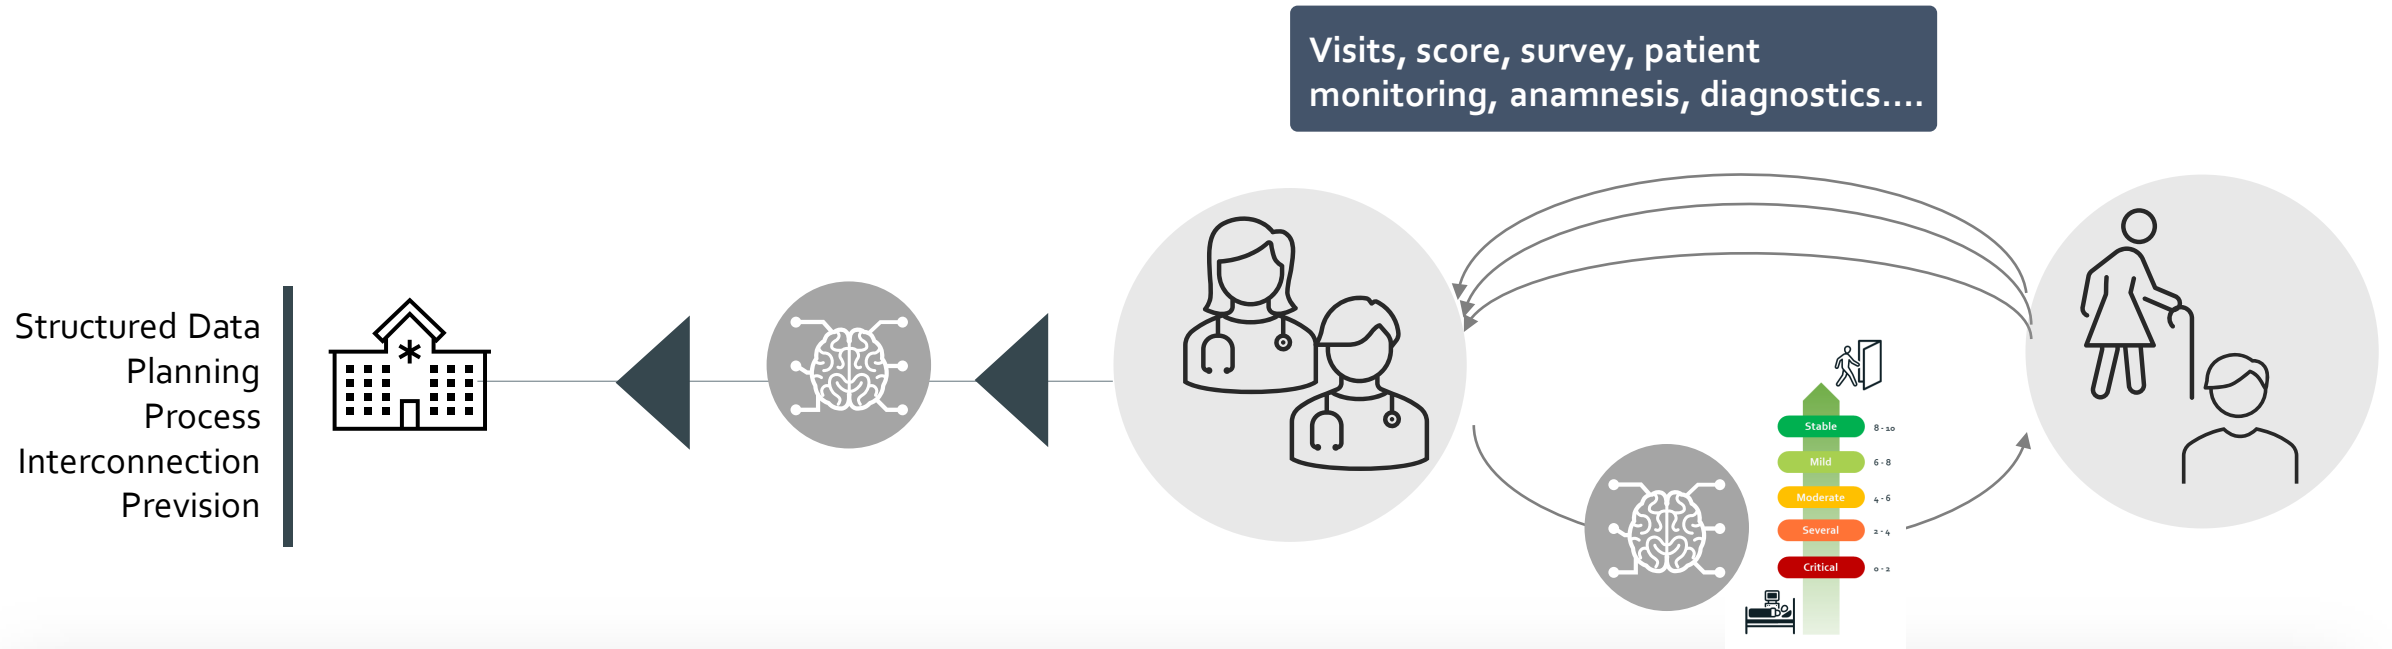 Visits, score, survey, patient
monitoring, anamnesis, diagnostics....
Structured Data
Planning
Process
Interconnection
Prevision
Stable 8 - 10
Mild 6 - 8
Moderate 4 - 6
Several 2 - 4
Critical 0 - 2